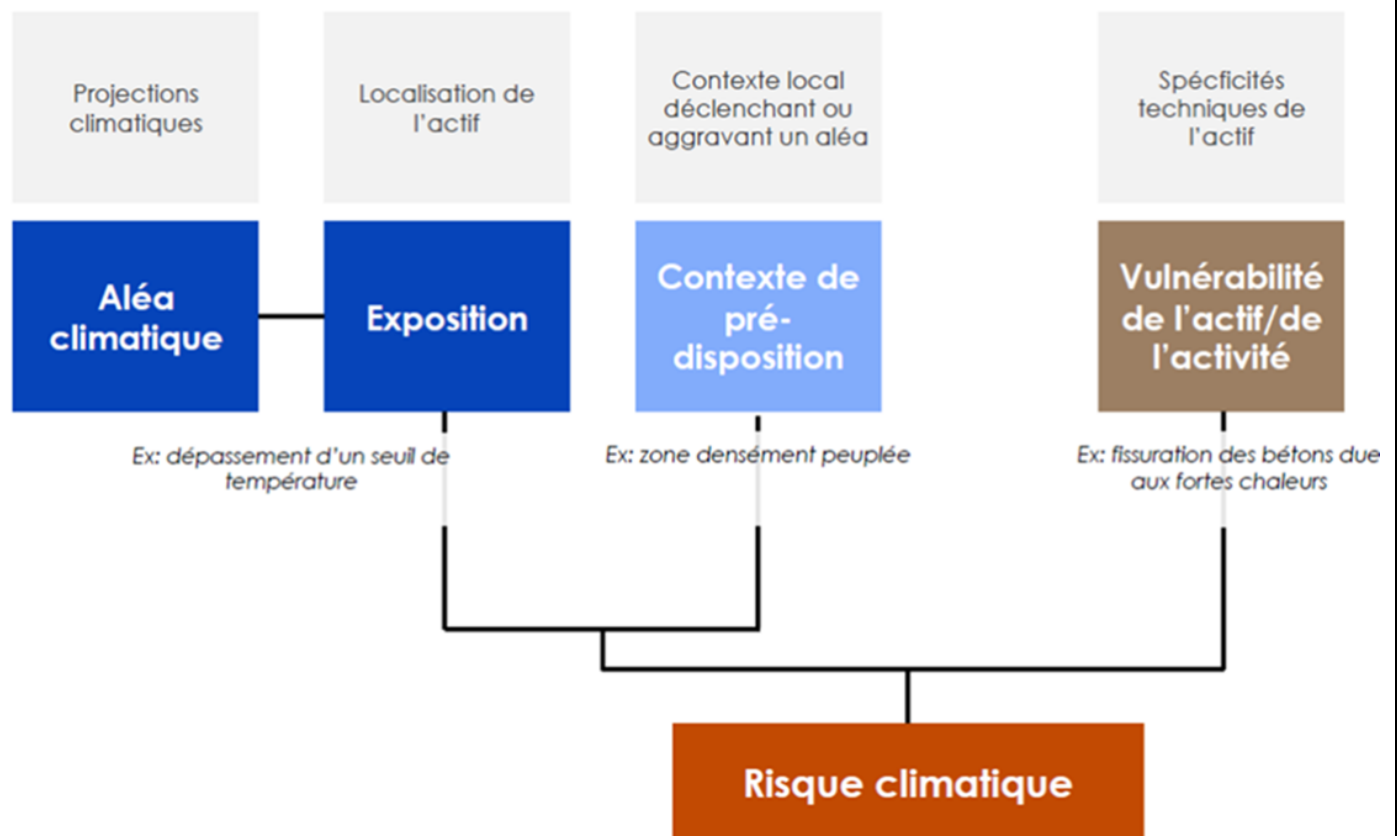 Projections
climatiques
Localisation de
l'actif
Contexte local
déclenchant ou
aggravant un aléa
Spécficités
techniques de
l'actif
Aléa
climatique
Exposition
Contexte de
pré-
disposition
Vulnérabilité
de l'actif/de
l'activité
Ex: dépassement d'un seuil de
température
Ex: zone densément peuplée
Ex: fissuration des bétons due
aux fortes chaleurs
Risque climatique